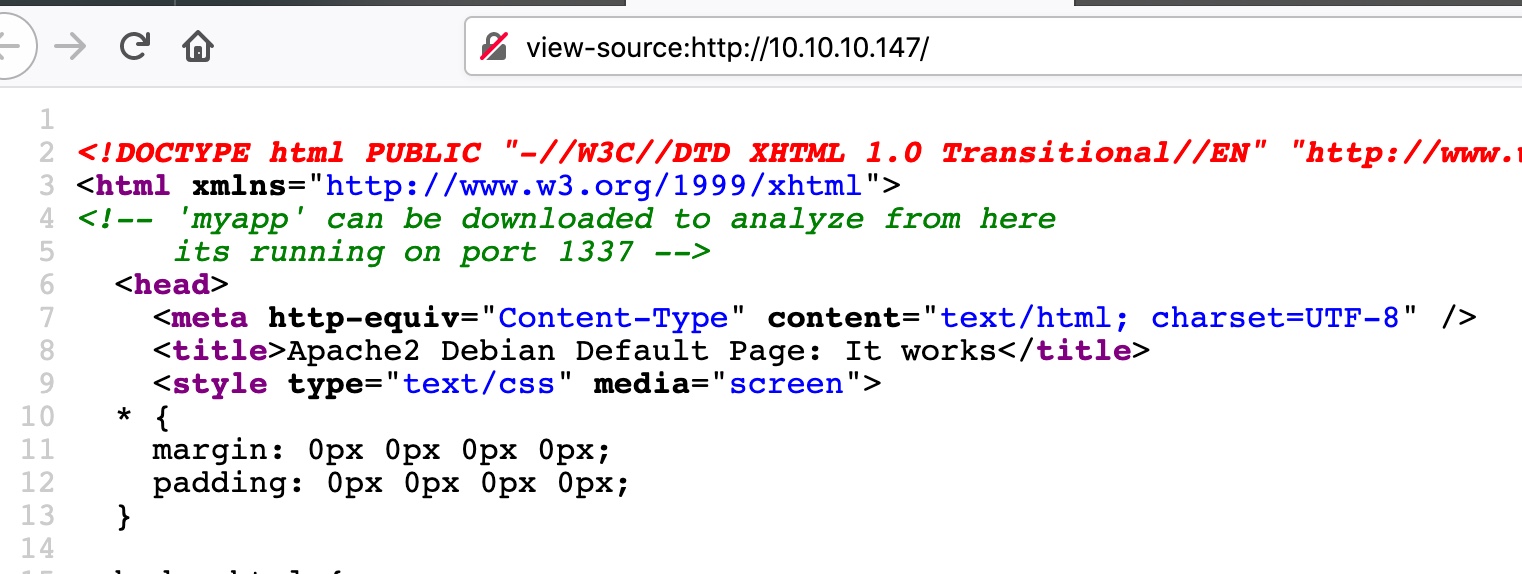 view-source:http://10.10.10.147/
1
2 <!DOCTYPE html PUBLIC "-//W3C//DTD XHTML 1.0 Transitional//EN" "http://www.
3 <html xmlns="http://www.w3.org/1999/xhtml">
4 <!-- 'myapp' can be downloaded to analyze from here
5 its running on port 1337 -->
6 <head>
7 <meta http-equiv="Content-Type" content="text/html; charset=UTF-8" />
8 <title>Apache2 Debian Default Page: It works</title>
9 <style type="text/css" media="screen">
10 * {
11 margin: 0px 0px 0px 0px;
12 padding: 0px 0px 0px 0px;
13 }
14